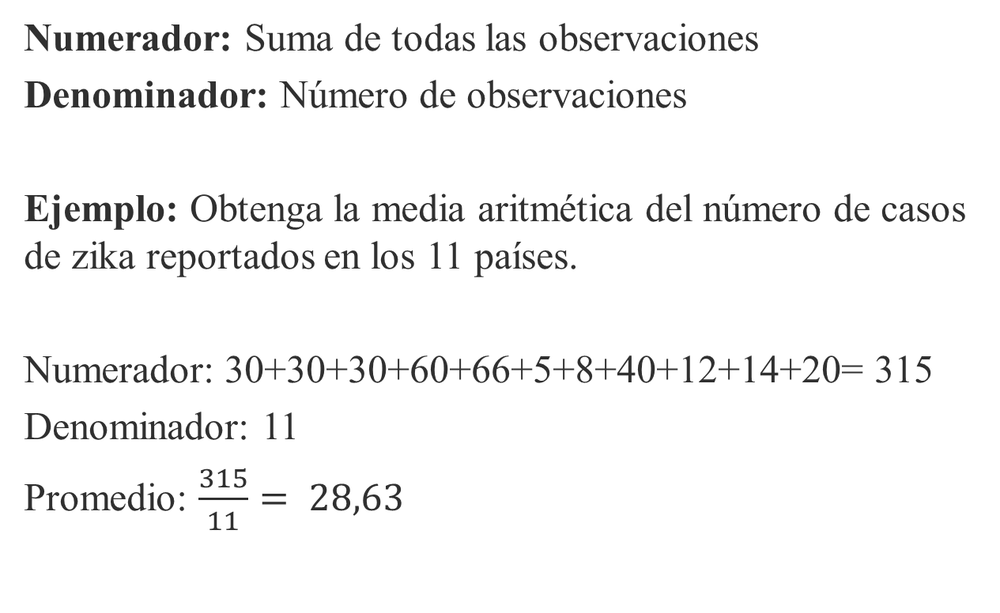 Numerador: Suma de todas las observaciones
Denominador: Número de observaciones
Ejemplo: Obtenga la media aritmética del número de casos
de zika reportados en los 11 países.
Numerador: 30+30+30+60+66+5+8+40+12+14+20= 315
Denominador: 11
Promedio: 315/11 = 28,63